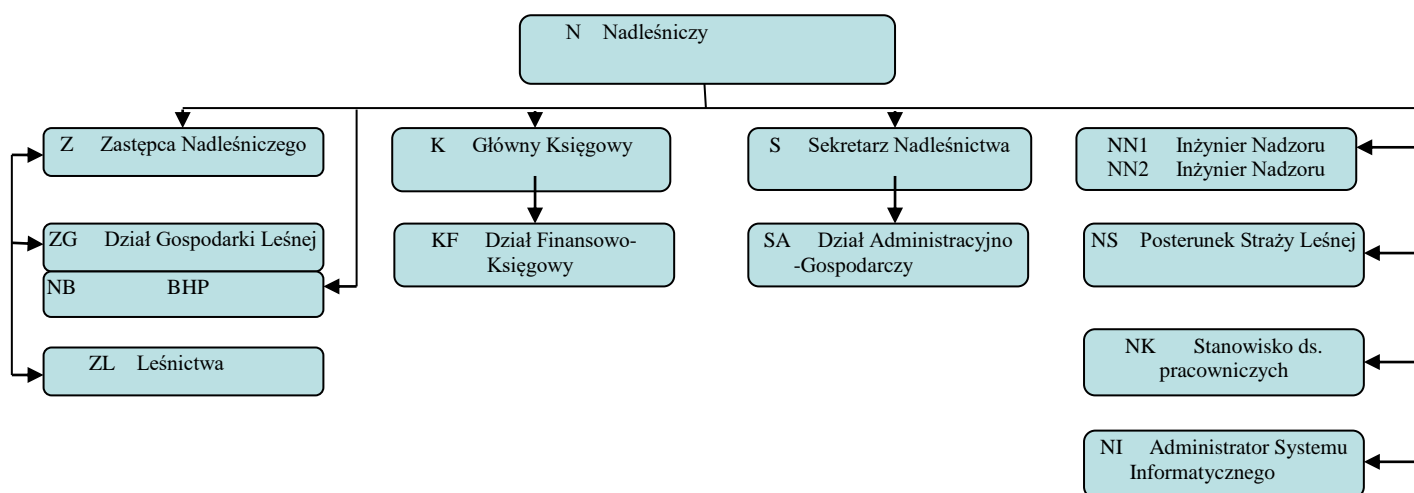 N Nadleśniczy
Z Zastępca Nadleśniczego
K Główny Księgowy
S Sekretarz Nadleśnictwa
NN1 Inżynier Nadzoru
NN2 Inżynier Nadzoru
ZG Dział Gospodarki Leśnej
NB BHP
KF Dział Finansowo-
Księgowy
SA Dział Administracyjno
-Gospodarczy
NS Posterunek Straży Leśnej
ZL Leśnictwa
NK Stanowisko ds.
pracowniczych
NI Administrator Systemu
Informatycznego